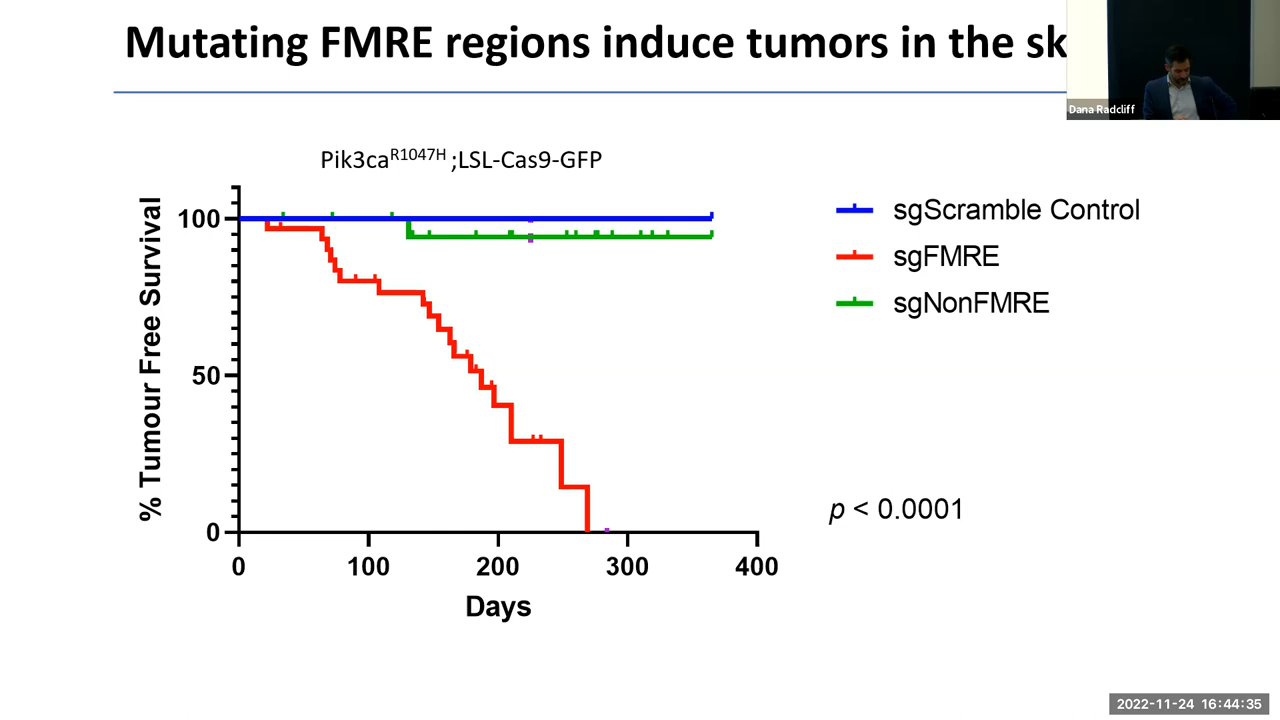 Mutating FMRE regions induce tumors in the sk
Dana Radcliff
Pik3caR1047H ;LSL-Cas9-GFP
% Tumour Free Survival
100
50
0
0 100 200 300 400
Days
sgScramble Control
sgFMRE
sgNonFMRE
p < 0.0001
2022-11-24 16:44:35